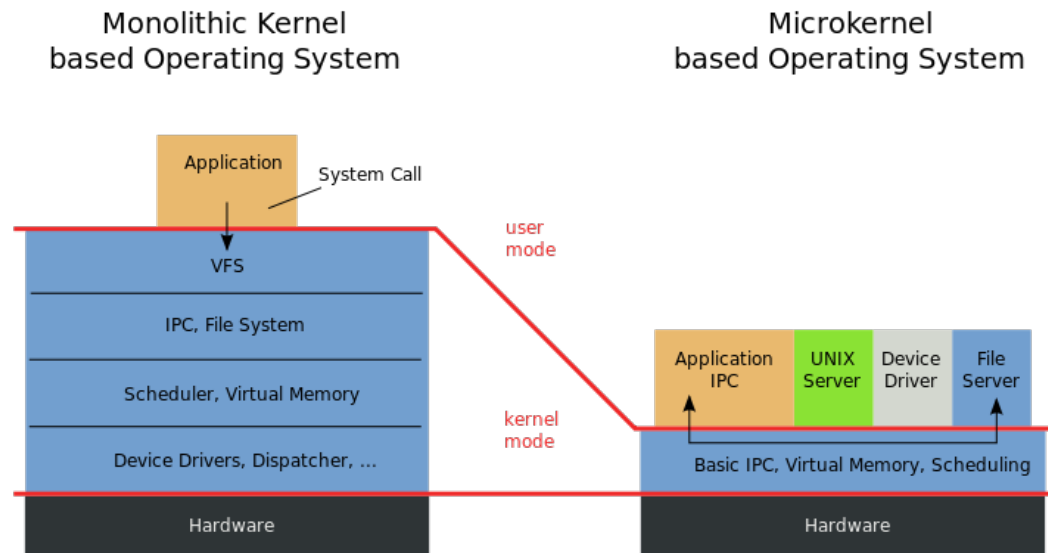 Monolithic Kernel
based Operating System
Microkernel
based Operating System
Application
System Call
user
mode
VFS
IPC, File System
Scheduler, Virtual Memory
Device Drivers, Dispatcher, ...
Hardware
kernel
mode
Application
IPC
UNIX
Server
Device
Driver
File
Server
Basic IPC, Virtual Memory, Scheduling
Hardware